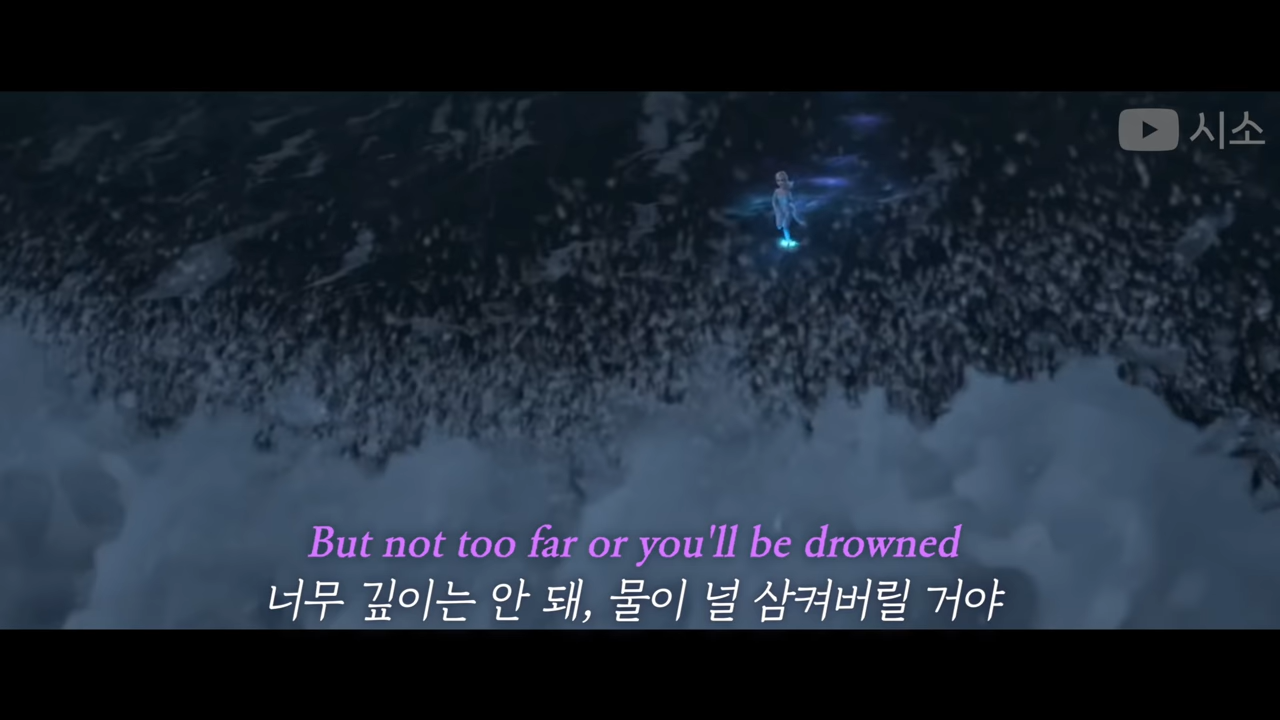 시소
But not too far or you'll be drowned
너무 깊이는 안 돼, 물이 널 삼켜버릴 거야